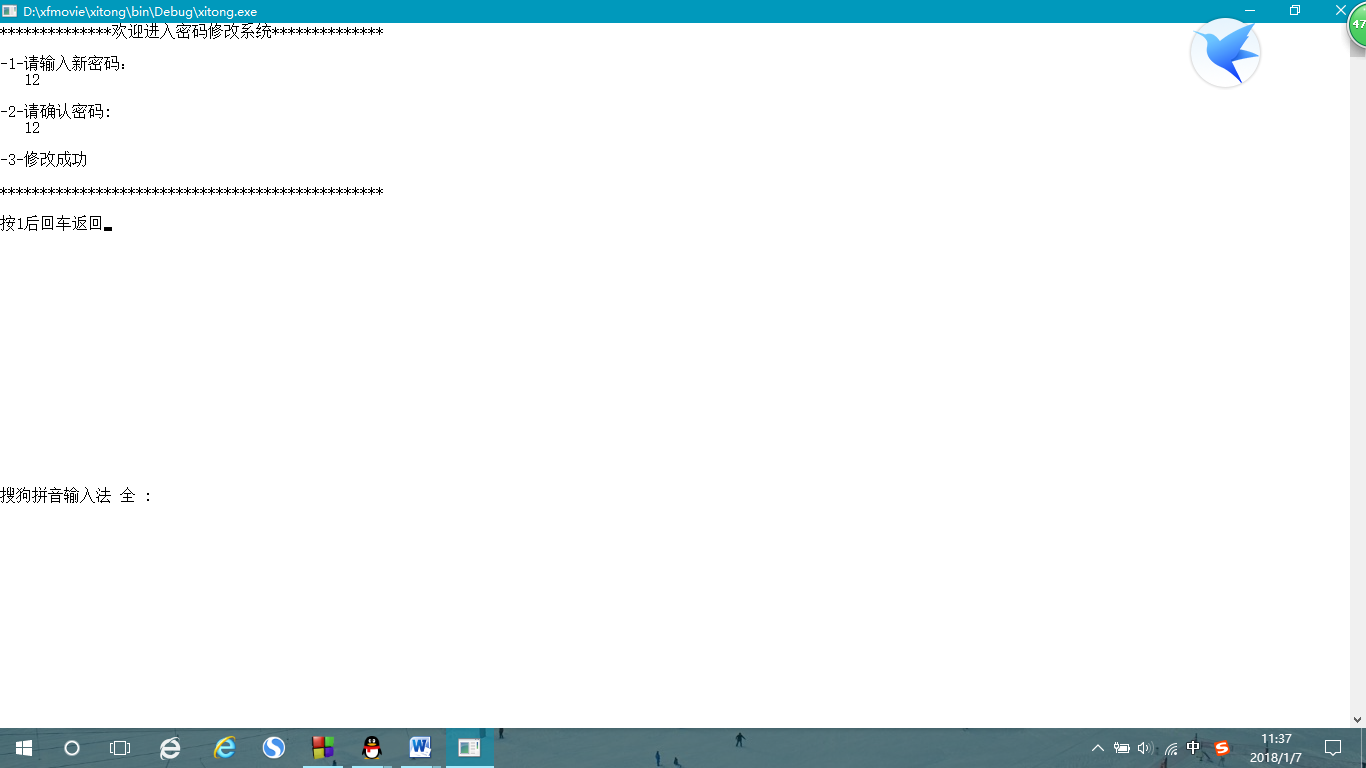 D:\xfmovie\xitong\bin\Debug\xitong.exe
47
**************欢迎进入密码修改系统**************
-1-请输入新密码:
12
-2-请确认密码:
12
-3-修改成功
************************************************
按1后回车返回
搜狗拼音输入法 全 :
中
11:37
2018/1/7